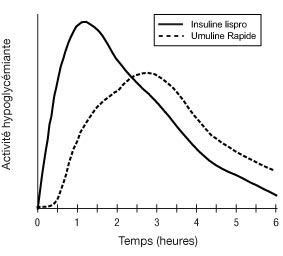 Insuline lispro
Umuline Rapide
Activité hypoglycémiante
0 1 2 3 4 5 6
Temps (heures)